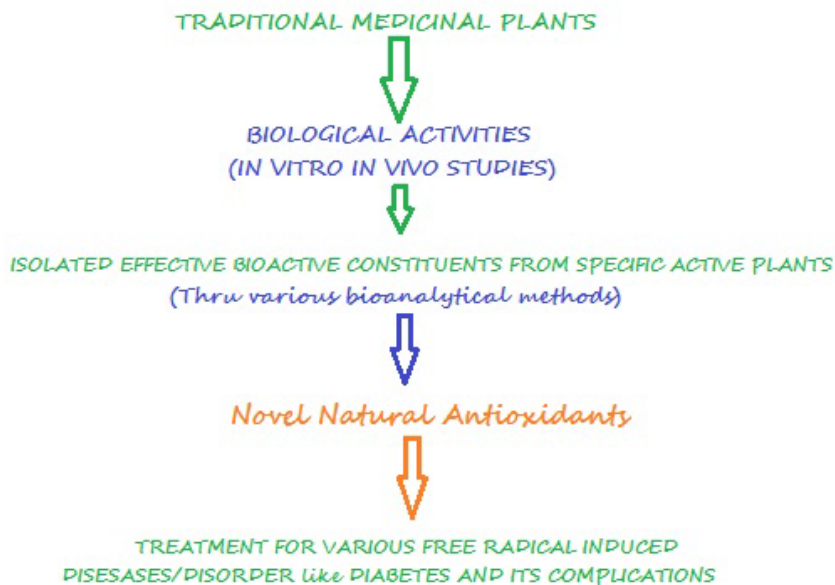 TRADITIONAL MEDICINAL PLANTS
BIOLOGICAL ACTIVITIES
(IN VITRO IN VIVO STUDIES)
ISOLATED EFFECTIVE BIOACTIVE CONSTITUENTS FROM SPECIFIC ACTIVE PLANTS
(Thru various bioanalytical methods)
Novel Natural Antioxidants
TREATMENT FOR VARIOUS FREE RADICAL INDUCED
DISESASES/DISORDER like DIABETES AND ITS COMPLICATIONS